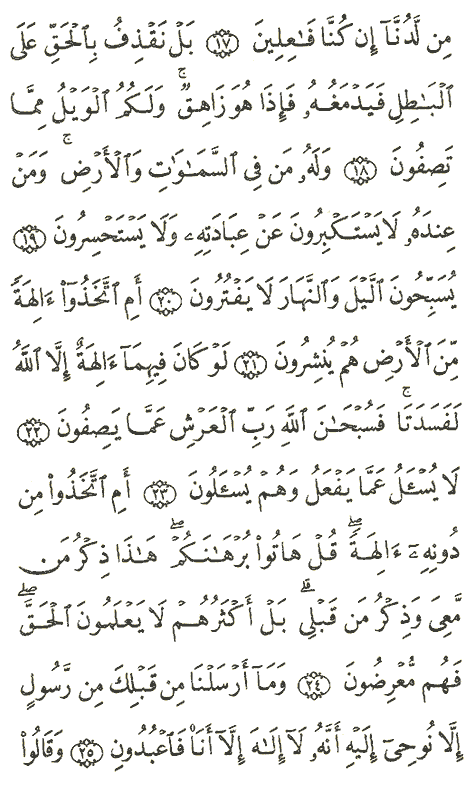 مِن لَّدُنَّآ إِن كُنَّا فَـٰعِلِينَ ١٧ بَلْ نَقْذِفُ بِٱلْحَقِّ عَلَى
ٱلْبَـٰطِلِ فَيَدْمَغُهُۥ فَإِذَا هُوَ زَاهِقٌ ۚ وَلَكُمُ ٱلْوَيْلُ مِمَّا
تَصِفُونَ ١٨ وَلَهُۥ مَن فِى ٱلسَّمَـٰوَٰتِ وَٱلْأَرْضِ ۚ وَمَنْ
عِندَهُۥ لَا يَسْتَكْبِرُونَ عَنْ عِبَادَتِهِۦ وَلَا يَسْتَحْسِرُونَ ١٩
يُسَبِّحُونَ ٱلَّيْلَ وَٱلنَّهَارَ لَا يَفْتُرُونَ ٢٠ أَمِ ٱتَّخَذُوٓا۟ ءَالِهَةً
مِّنَ ٱلْأَرْضِ هُمْ يُنشِرُونَ ٢١ لَوْ كَانَ فِيهِمَآ ءَالِهَةٌ إِلَّا ٱللَّهُ
لَفَسَدَتَا ۚ فَسُبْحَـٰنَ ٱللَّهِ رَبِّ ٱلْعَرْشِ عَمَّا يَصِفُونَ ٢٢
لَا يُسْـَٔلُ عَمَّا يَفْعَلُ وَهُمْ يُسْـَٔلُونَ ٢٣ أَمِ ٱتَّخَذُوا۟ مِن
دُونِهِۦٓ ءَالِهَةً ۖ قُلْ هَاتُوا۟ بُرْهَـٰنَكُمْ ۖ هَـٰذَا ذِكْرُ مَن
مَّعِىَ وَذِكْرُ مَن قَبْلِى ۗ بَلْ أَكْثَرُهُمْ لَا يَعْلَمُونَ ٱلْحَقَّ ۖ
فَهُم مُّعْرِضُونَ ٢٤ وَمَآ أَرْسَلْنَا مِن قَبْلِكَ مِن رَّسُولٍ
إِلَّا نُوحِىٓ إِلَيْهِ أَنَّهُۥ لَآ إِلَـٰهَ إِلَّآ أَنَا۠ فَٱعْبُدُونِ ٢٥ وَقَالُوا۟